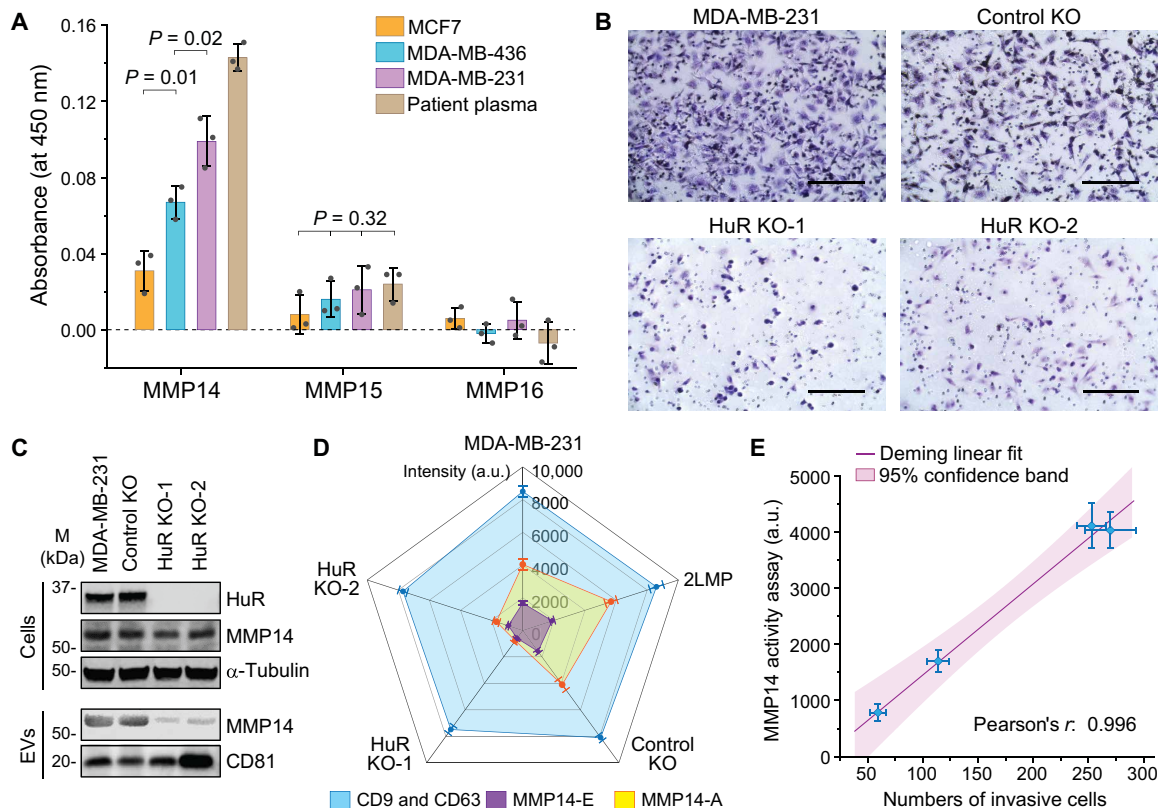 A
Absorbance (at 450 nm)
0.16
0.12
0.08
0.04
0.00
P = 0.01
P = 0.02
P = 0.32
MCF7
MDA-MB-436
MDA-MB-231
Patient plasma
MMP14
MMP15
MMP16
B
MDA-MB-231
Control KO
HuR KO-1
HuR KO-2
C
M
(kDa)
MDA-MB-231
Control KO
HuR KO-1
HuR KO-2
Cells
37-
HuR
50-
MMP14
50-
α-Tubulin
EVs
50-
MMP14
20-
CD81
D
MDA-MB-231
Intensity (a.u.)
10,000
8000
6000
4000
2000
0
2LMP
Control
KO
HuR
KO-1
HuR
KO-2
CD9 and CD63
MMP14-E
MMP14-A
E
Deming linear fit
95% confidence band
MMP14 activity assay (a.u.)
5000
4000
3000
2000
1000
0
Pearson's r: 0.996
50
100
150
200
250
300
Numbers of invasive cells